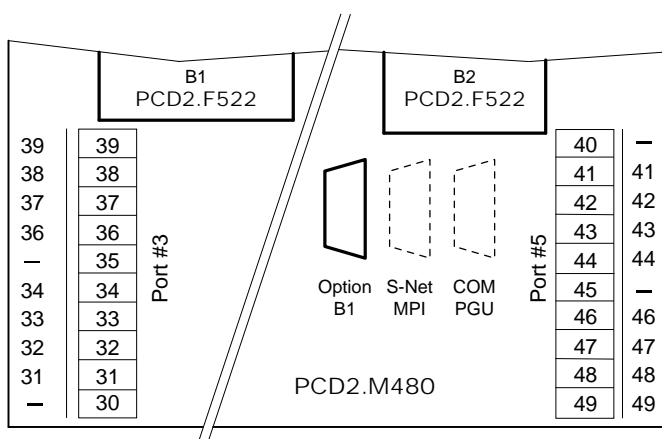 B1
PCD2.F522
B2
PCD2.F522
39 39
38 38
37 37
36 36
– 35
34 34
33 33
32 32
31 31
– 30
Port #3
Option
B1
S-Net
MPI
COM
PGU
Port #5
40 –
41 41
42 42
43 43
44 44
45 –
46 46
47 47
48 48
49 49
PCD2.M480